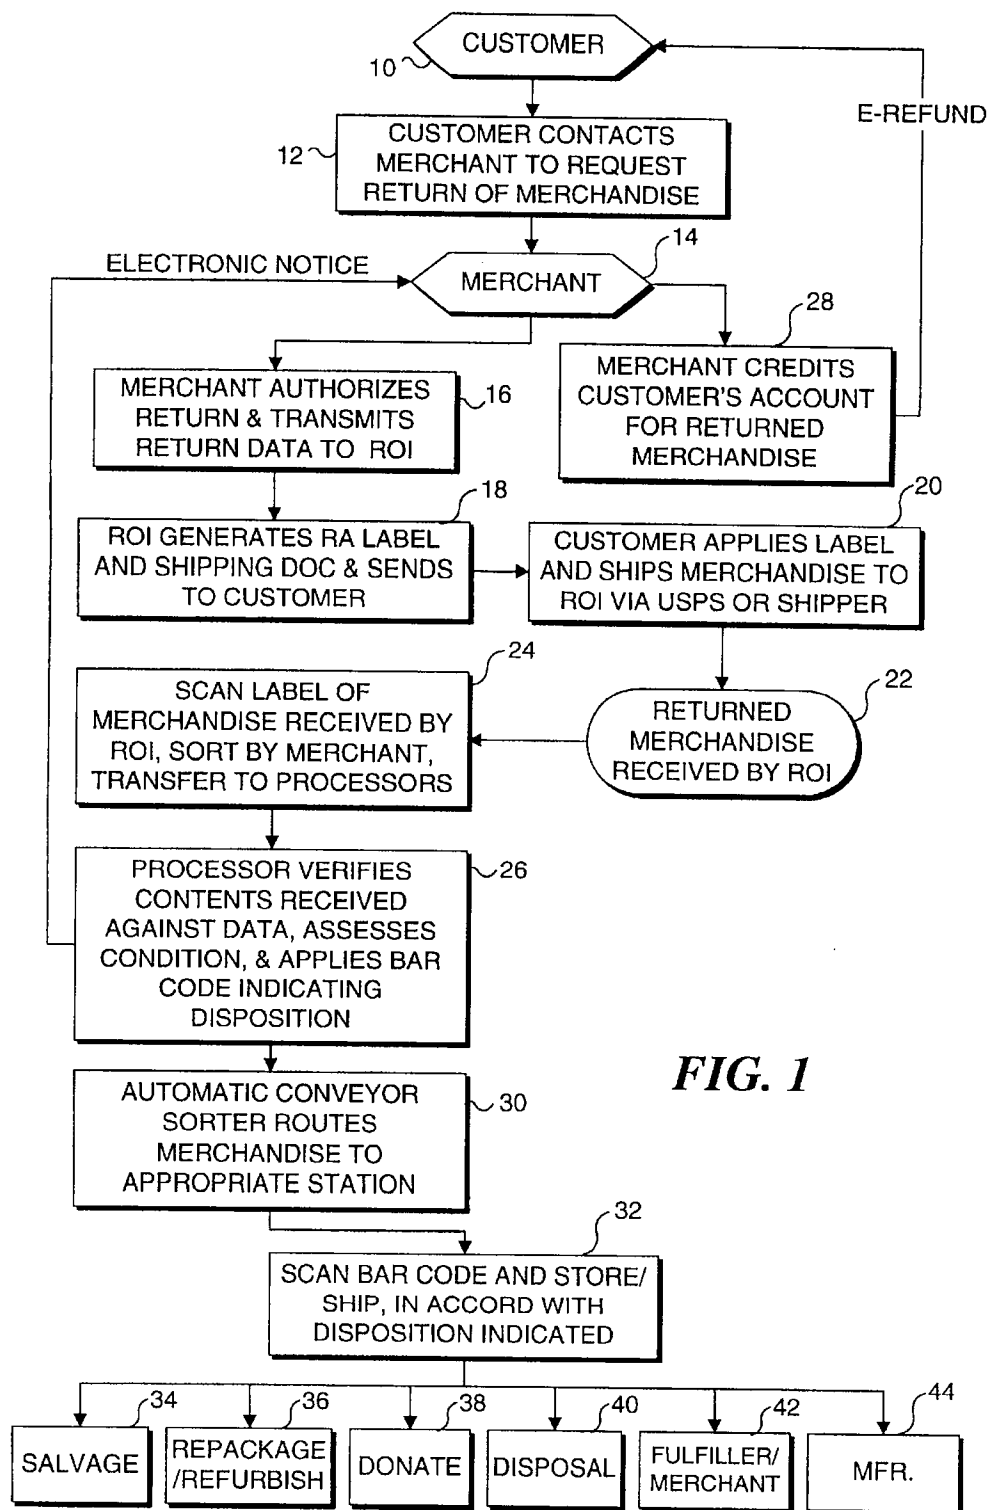 CUSTOMER
10
E-REFUND
12
CUSTOMER CONTACTS
MERCHANT TO REQUEST
RETURN OF MERCHANDISE
14
ELECTRONIC NOTICE
MERCHANT
28
MERCHANT CREDITS
CUSTOMER'S ACCOUNT
FOR RETURNED
MERCHANDISE
MERCHANT AUTHORIZES
RETURN & TRANSMITS
RETURN DATA TO ROI
16
18
ROI GENERATES RA LABEL
AND SHIPPING DOC & SENDS
TO CUSTOMER
20
CUSTOMER APPLIES LABEL
AND SHIPS MERCHANDISE TO
ROI VIA USPS OR SHIPPER
24
SCAN LABEL OF
MERCHANDISE RECEIVED BY
ROI, SORT BY MERCHANT,
TRANSFER TO PROCESSORS
22
RETURNED
MERCHANDISE
RECEIVED BY ROI
PROCESSOR VERIFIES
CONTENTS RECEIVED
AGAINST DATA, ASSESSES
CONDITION, & APPLIES BAR
CODE INDICATING
DISPOSITION
26
FIG. 1
AUTOMATIC CONVEYOR
SORTER ROUTES
MERCHANDISE TO
APPROPRIATE STATION
30
32
SCAN BAR CODE AND STORE/
SHIP, IN ACCORD WITH
DISPOSITION INDICATED
34
SALVAGE
36
REPACKAGE
/REFURBISH
38
DONATE
40
DISPOSAL
42
FULFILLER/
MERCHANT
44
MFR.